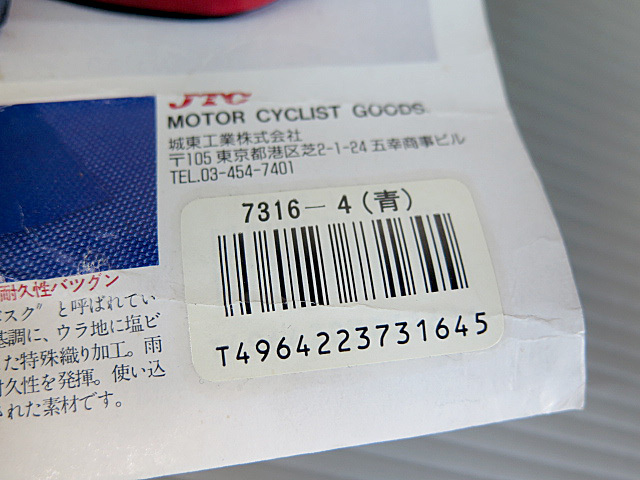 JTC
MOTOR CYCLIST GOODS
城東工業株式会社
〒105 東京都港区芝2-1-24 五幸商事ビル
TEL.03-454-7401
7316-4(青)
T4964223731645
耐久性バツグン
スク〞と呼ばれてい
基調に、ウラ地に塩ビ
た特殊織り加工。雨
耐久性を発揮。使い込
された素材です。